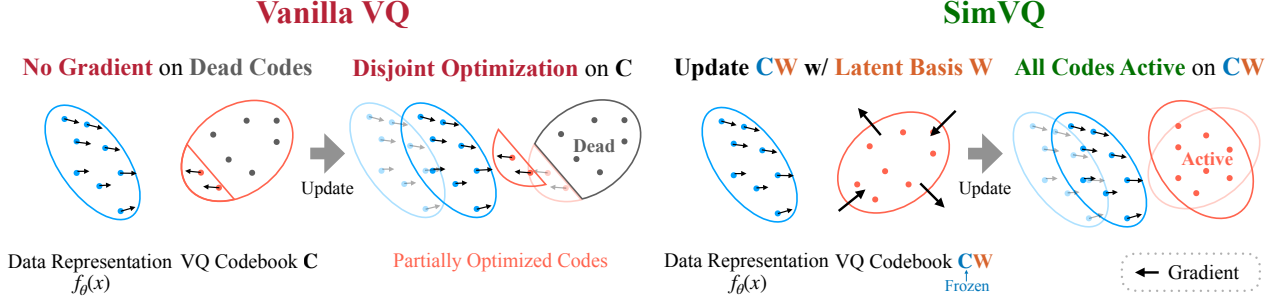 Vanilla VQ
No Gradient on Dead Codes
Disjoint Optimization on C
Dead
Update
Data Representation
fθ(x)
VQ Codebook C
Partially Optimized Codes
SimVQ
Update CW w/ Latent Basis W
All Codes Active on CW
Active
Update
Data Representation
fθ(x)
VQ Codebook CW
Frozen
Gradient